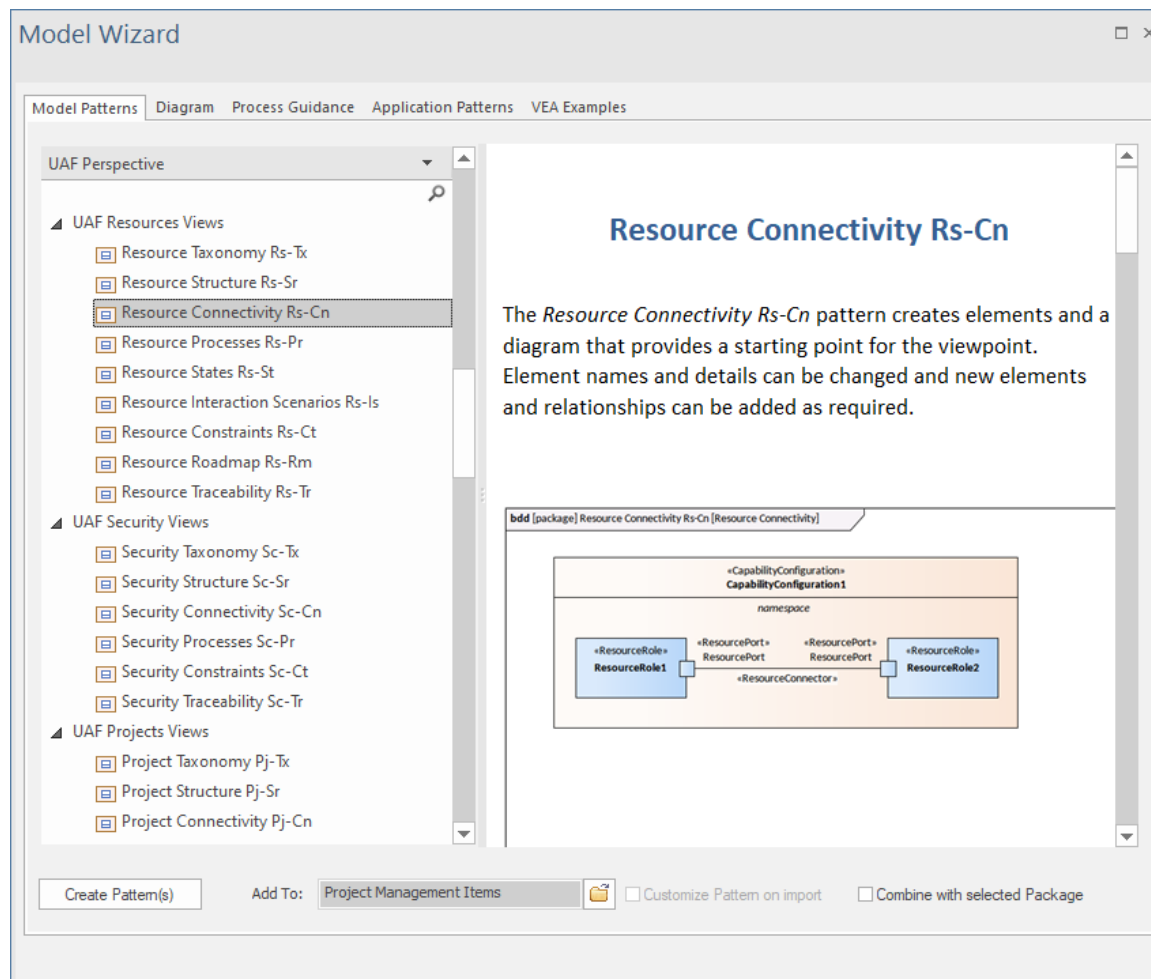 Model Wizard
Model Patterns Diagram Process Guidance Application Patterns VEA Examples
UAF Perspective
UAF Resources Views
Resource Taxonomy Rs-Tx
Resource Structure Rs-Sr
Resource Connectivity Rs-Cn
Resource Processes Rs-Pr
Resource States Rs-St
Resource Interaction Scenarios Rs-Is
Resource Constraints Rs-Ct
Resource Roadmap Rs-Rm
Resource Traceability Rs-Tr
UAF Security Views
Security Taxonomy Sc-Tx
Security Structure Sc-Sr
Security Connectivity Sc-Cn
Security Processes Sc-Pr
Security Constraints Sc-Ct
Security Traceability Sc-Tr
UAF Projects Views
Project Taxonomy Pj-Tx
Project Structure Pj-Sr
Project Connectivity Pj-Cn
Resource Connectivity Rs-Cn
The Resource Connectivity Rs-Cn pattern creates elements and a
diagram that provides a starting point for the viewpoint.
Element names and details can be changed and new elements
and relationships can be added as required.
bdd [package] Resource Connectivity Rs-Cn [Resource Connectivity]
«CapabilityConfiguration»
CapabilityConfiguration1
namespace
«ResourceRole»
ResourceRole1
«ResourcePort»
ResourcePort
«ResourcePort»
ResourcePort
«ResourceConnector»
«ResourceRole»
ResourceRole2
Create Pattern(s) Add To: Project Management Items Customize Pattern on import Combine with selected Package